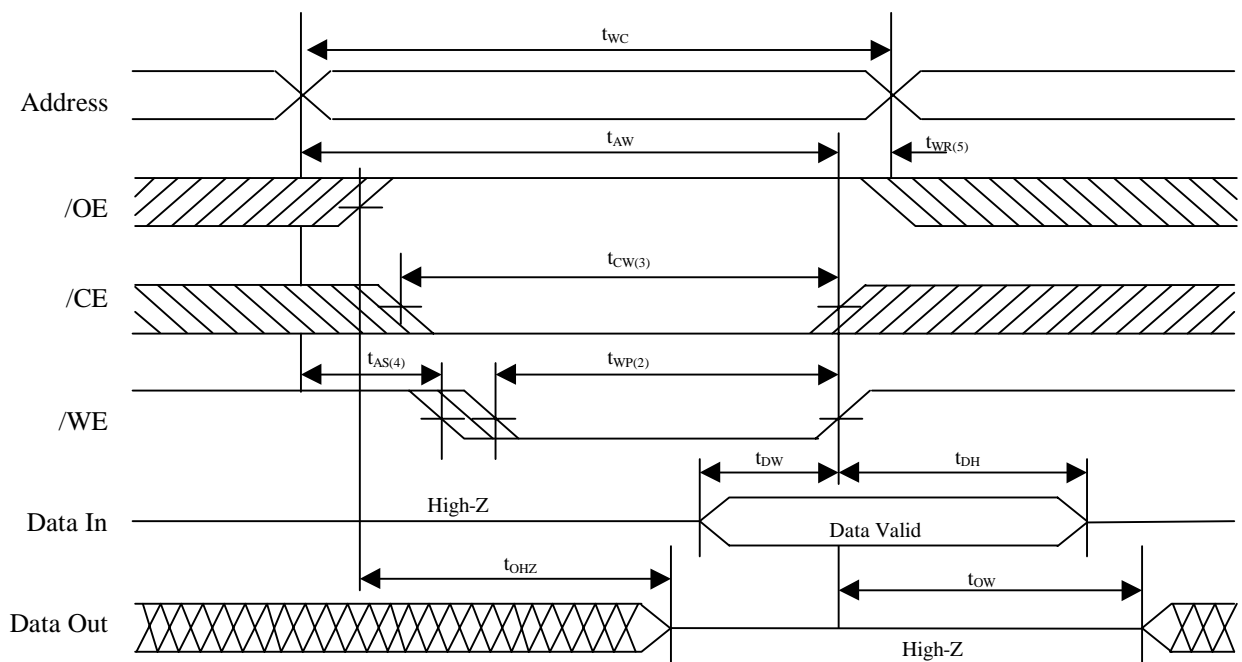 tWC
Address
tAW
tWR(5)
/OE
tCW(3)
/CE
tAS(4)
tWP(2)
/WE
tDW
tDH
High-Z
Data In
Data Valid
tOHZ
tOW
Data Out
High-Z